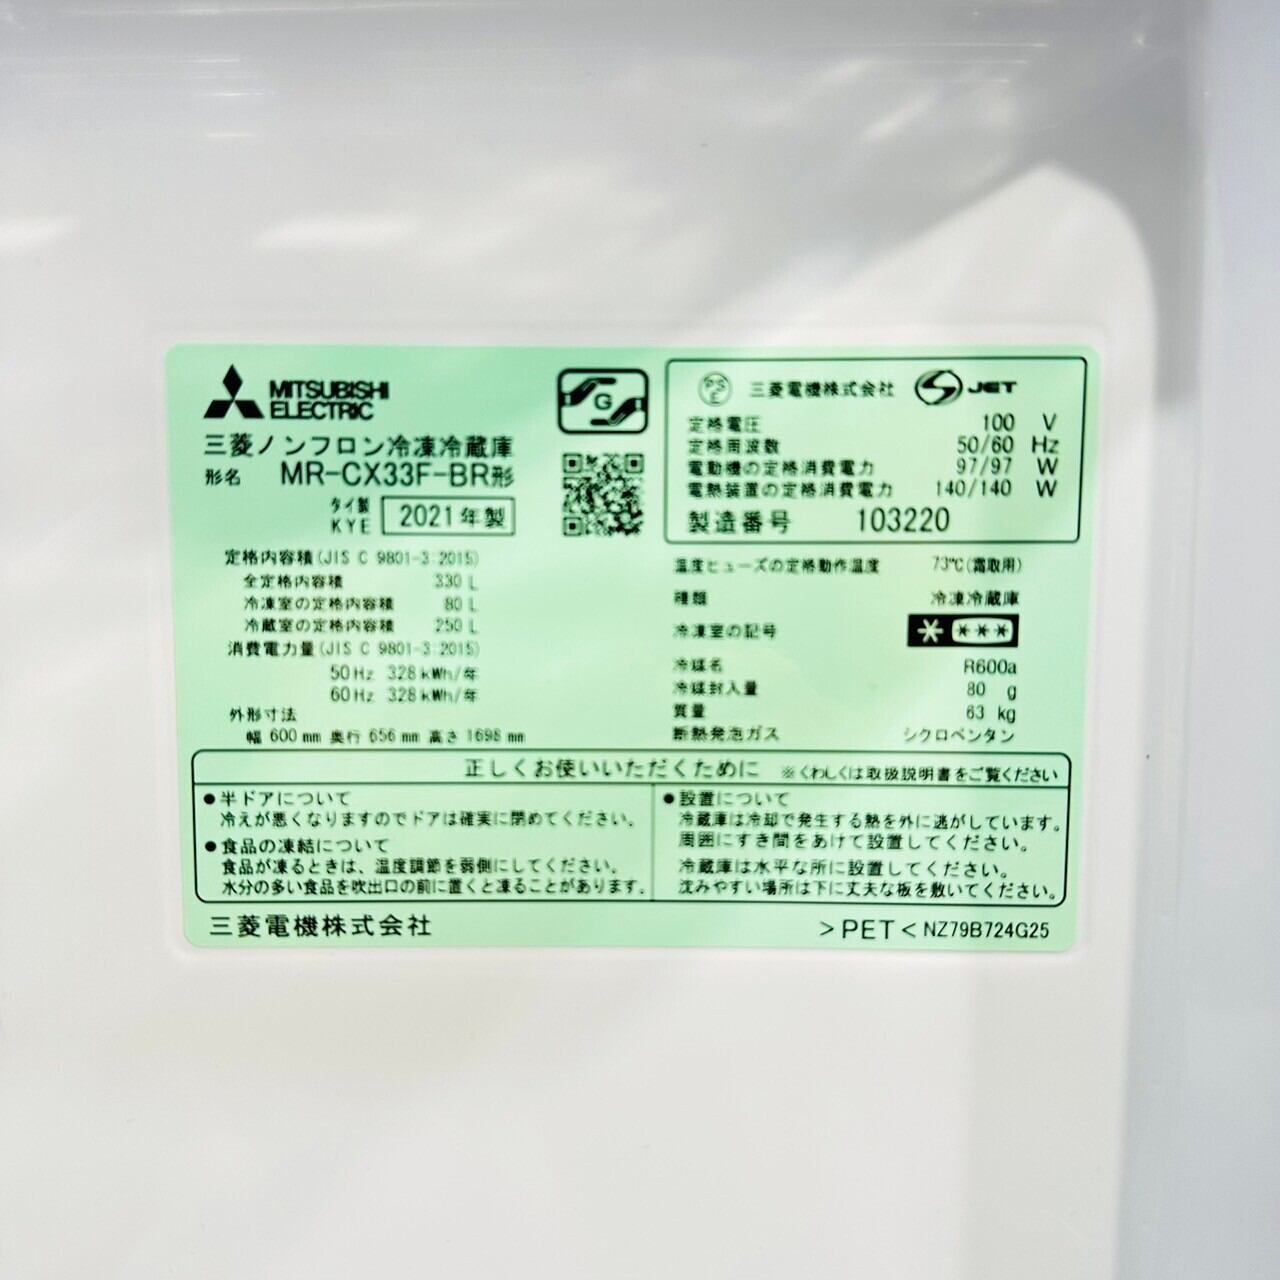 MITSUBISHI
ELECTRIC
三菱ノンフロン冷凍冷蔵庫
形名 MR-CX33F-BR形
タイ製
KYE 2021年製
G
定格内容積(JIS C 9801-3:2015)
全定格内容積 330 L
冷凍室の定格内容積 80 L
冷蔵室の定格内容積 250 L
消費電力量(JIS C 9801-3:2015)
50Hz 328 kWh/年
60Hz 328 kWh/年
外形寸法
幅 600 mm 奥行 656 mm 高さ 1698 mm
PSE 三菱電機株式会社 JET
定格電圧 100 V
定格周波数 50/60 Hz
電動機の定格消費電力 97/97 W
電熱装置の定格消費電力 140/140 W
製造番号 103220
温度ヒューズの定格動作温度 73℃(霜取用)
種類 冷凍冷蔵庫
冷凍室の記号 * ***
冷媒名 R600a
冷媒封入量 80 g
質量 63 kg
断熱発泡ガス シクロペンタン
正しくお使いいただくために ※くわしくは取扱説明書をご覧ください
●半ドアについて
冷えが悪くなりますのでドアは確実に閉めてください。
●食品の凍結について
食品が凍るときは、温度調節を弱側にしてください。
水分の多い食品を吹出口の前に置くと凍ることがあります。
●設置について
冷蔵庫は冷却で発生する熱を外に逃がしています。
周囲にすき間をあけて設置してください。
冷蔵庫は水平な所に設置してください。
沈みやすい場所は下に丈夫な板を敷いてください。
三菱電機株式会社
>PET< NZ79B724G25